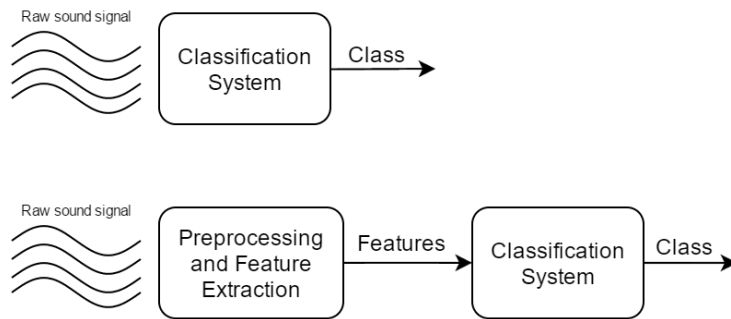 Raw sound signal
Classification
System
Class
Raw sound signal
Preprocessing
and Feature
Extraction
Features
Classification
System
Class